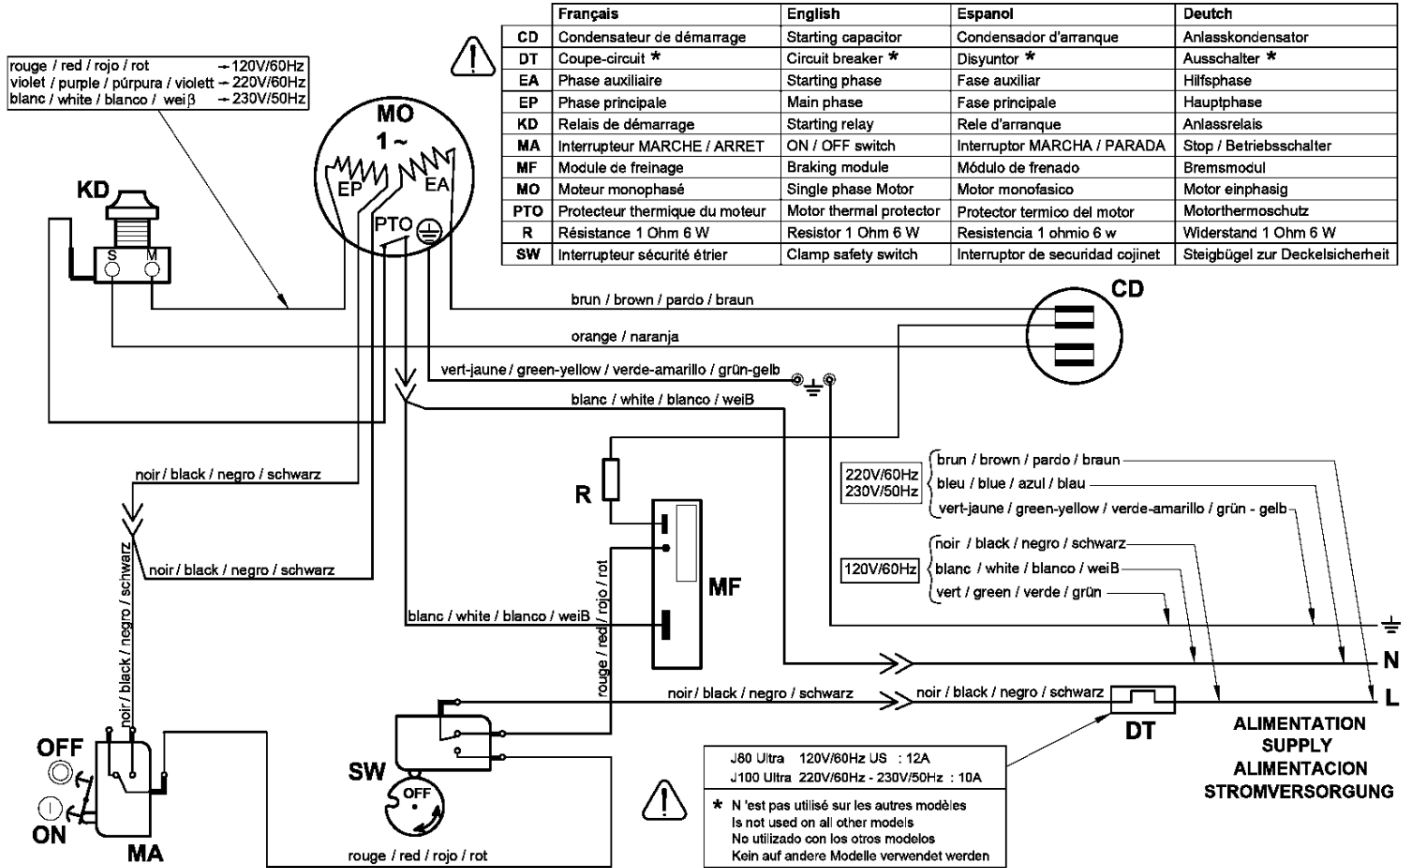 Français English Espanol Deutch
CD Condensateur de démarrage Starting capacitor Condensador d'arranque Anlasskondensator
DT Coupe-circuit * Circuit breaker * Disyuntor * Ausschalter *
EA Phase auxiliaire Starting phase Fase auxiliar Hilfsphase
EP Phase principale Main phase Fase principale Hauptphase
KD Relais de démarrage Starting relay Rele d'arranque Anlassrelais
MA Interrupteur MARCHE / ARRET ON / OFF switch Interruptor MARCHA / PARADA Stop / Betriebsschalter
MF Module de freinage Braking module Módulo de frenado Bremsmodul
MO Moteur monophasé Single phase Motor Motor monofasico Motor einphasig
PTO Protecteur thermique du moteur Motor thermal protector Protector termico del motor Motorthermoschutz
R Résistance 1 Ohm 6 W Resistor 1 Ohm 6 W Resistencia 1 ohmio 6 w Widerstand 1 Ohm 6 W
SW Interrupteur sécurité étrier Clamp safety switch Interruptor de securidad cojinet Steigbügel zur Deckelsicherheit
rouge / red / rojo / rot 120V/60Hz
violet / purple / púrpura / violett 220V/60Hz
blanc / white / blanco / weiβ 230V/50Hz
MO
1 ~
EP
EA
PTO
KD
S M
CD
brun / brown / pardo / braun
orange / naranja
vert-jaune / green-yellow / verde-amarillo / grün-gelb
blanc / white / blanco / weiB
noir / black / negro / schwarz
R
220V/60Hz
230V/50Hz
brun / brown / pardo / braun
bleu / blue / azul / blau
vert-jaune / green-yellow / verde-amarillo / grün - gelb
noir / black / negro / schwarz
120V/60Hz
noir / black / negro / schwarz
blanc / white / blanco / weiB
vert / green / verde / grün
MF
blanc / white / blanco / weiB
noir / black / negro / schwarz
rouge / red / rojo / rot
N
L
noir / black / negro / schwarz
noir / black / negro / schwarz
DT
ALIMENTATION
SUPPLY
ALIMENTACION
STROMVERSORGUNG
OFF
ON
MA
SW
OFF
rouge / red / rojo / rot
J80 Ultra 120V/60Hz US : 12A
J100 Ultra 220V/60Hz - 230V/50Hz : 10A
* N 'est pas utilisé sur les autres modèles
Is not used on all other models
No utilizado con los otros modelos
Kein auf andere Modelle verwendet werden